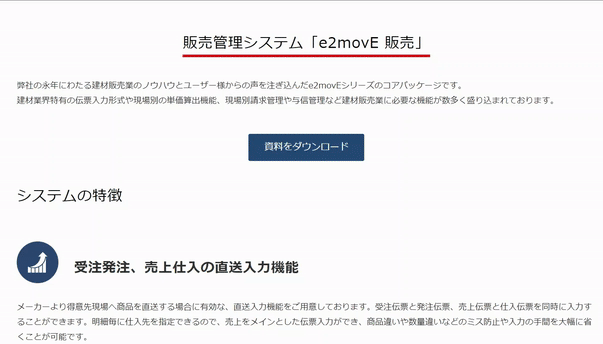 販売管理システム「e2movE 販売」
弊社の永年にわたる建材販売業のノウハウとユーザー様からの声を注ぎ込んだe2movEシリーズのコアパッケージです。
建材業界特有の伝票入力形式や現場別の単価算出機能、現場別請求管理や与信管理など建材販売業に必要な機能が数多く盛り込まれております。
資料をダウンロード
システムの特徴
受注発注、売上仕入の直送入力機能
メーカーより得意先現場へ商品を直送する場合に有効な、直送入力機能をご用意しております。受注伝票と発注伝票、売上伝票と仕入伝票を同時に入力す
ることができます。明細毎に仕入先を指定できるので、売上をメインとした伝票入力ができ、商品違いや数量違いなどのミス防止や入力の手間を大幅に省
くことが可能です。